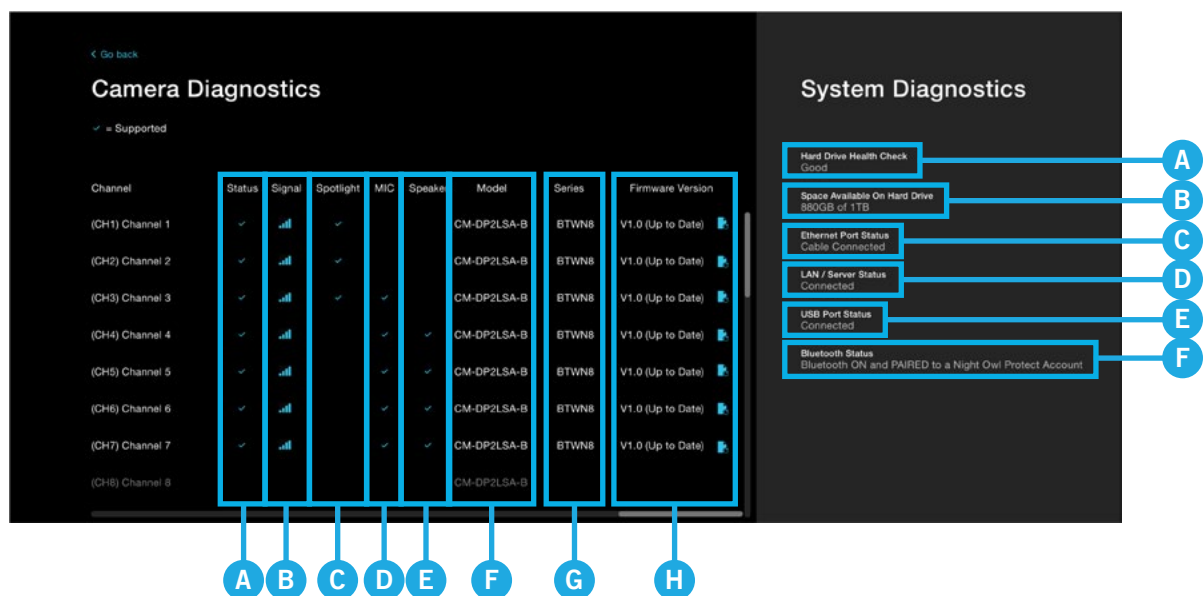 Go back
Camera Diagnostics
✓ = Supported
Channel Status Signal Spotlight MIC Speake Model Series Firmware Version
(CH1) Channel 1 ✓ ✓ CM-DP2LSA-B BTWN8 V1.0 (Up to Date)
(CH2) Channel 2 ✓ ✓ CM-DP2LSA-B BTWN8 V1.0 (Up to Date)
(CH3) Channel 3 ✓ ✓ ✓ CM-DP2LSA-B BTWN8 V1.0 (Up to Date)
(CH4) Channel 4 ✓ ✓ ✓ CM-DP2LSA-B BTWN8 V1.0 (Up to Date)
(CH5) Channel 5 ✓ ✓ ✓ CM-DP2LSA-B BTWN8 V1.0 (Up to Date)
(CH6) Channel 6 ✓ ✓ ✓ CM-DP2LSA-B BTWN8 V1.0 (Up to Date)
(CH7) Channel 7 ✓ ✓ ✓ CM-DP2LSA-B BTWN8 V1.0 (Up to Date)
(CH8) Channel 8 CM-DP2LSA-B
A B C D E F G H
System Diagnostics
Hard Drive Health Check
Good
A
Space Available On Hard Drive
880GB of 1TB
B
Ethernet Port Status
Cable Connected
C
LAN / Server Status
Connected
D
USB Port Status
Connected
E
Bluetooth Status
Bluetooth ON and PAIRED to a Night Owl Protect Account
F